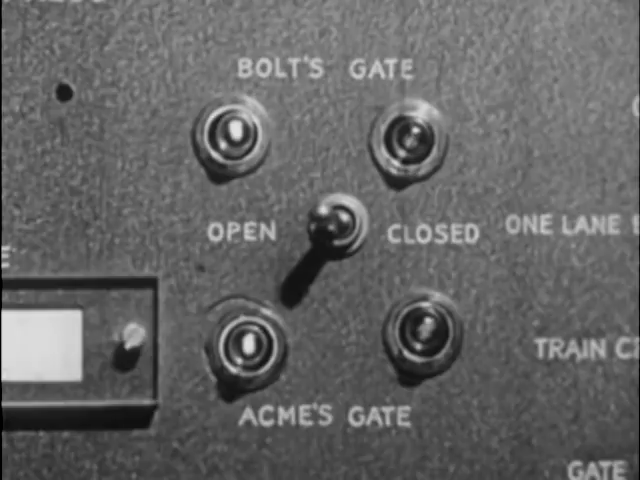 BOLT'S GATE
OPEN
CLOSED
ONE LANE
TRAIN
ACME'S GATE
GATE